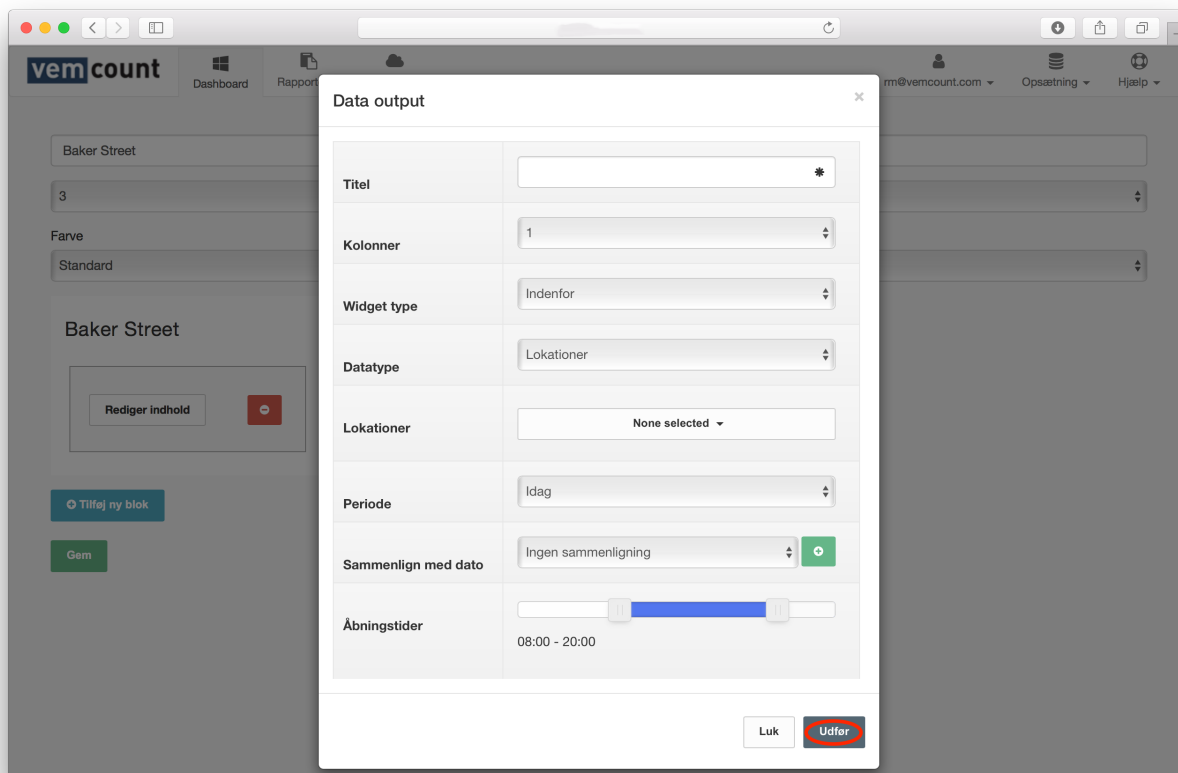 vemcount
Dashboard
Rapport
rm@vemcount.com
Opsætning
Hjælp
Data output
×
Baker Street
3
Farve
Standard
Baker Street
Rediger indhold
Tilføj ny blok
Gem
Titel
Kolonner
1
Widget type
Indenfor
Datatype
Lokationer
Lokationer
None selected
Periode
Idag
Sammenlign med dato
Ingen sammenligning
Åbningstider
08:00 - 20:00
Luk
Udfør